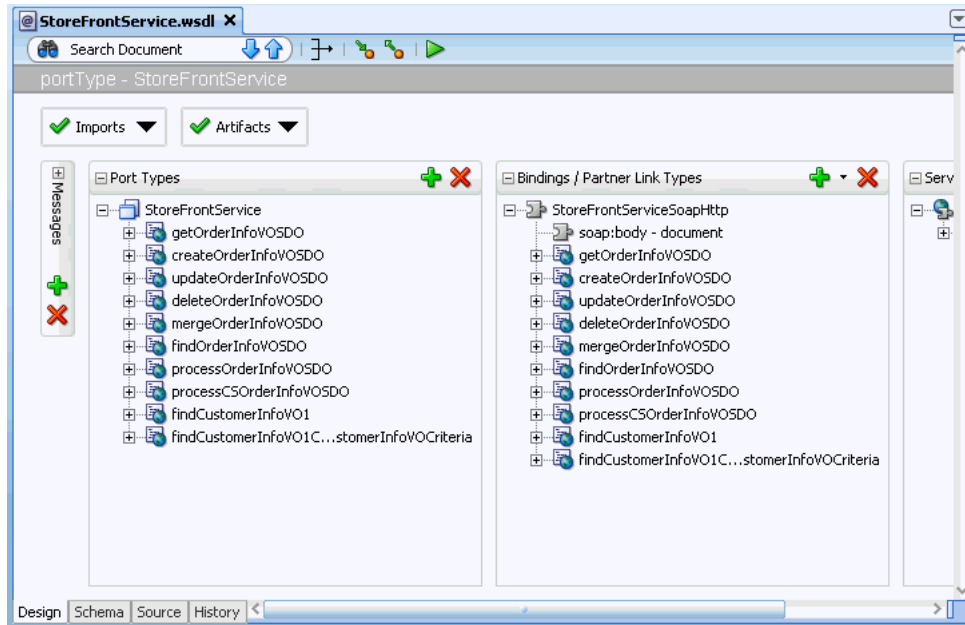 StoreFrontService.wsdl
Search Document
portType - StoreFrontService
Imports
Artifacts
Messages
Port Types
StoreFrontService
getOrderInfoVOSDO
createOrderInfoVOSDO
updateOrderInfoVOSDO
deleteOrderInfoVOSDO
mergeOrderInfoVOSDO
findOrderInfoVOSDO
processOrderInfoVOSDO
processCSOrderInfoVOSDO
findCustomerInfoVO1
findCustomerInfoVO1C...stomerInfoVOCriteria
Bindings / Partner Link Types
StoreFrontServiceSoapHttp
soap:body - document
getOrderInfoVOSDO
createOrderInfoVOSDO
updateOrderInfoVOSDO
deleteOrderInfoVOSDO
mergeOrderInfoVOSDO
findOrderInfoVOSDO
processOrderInfoVOSDO
processCSOrderInfoVOSDO
findCustomerInfoVO1
findCustomerInfoVO1C...stomerInfoVOCriteria
Serv
Design Schema Source History